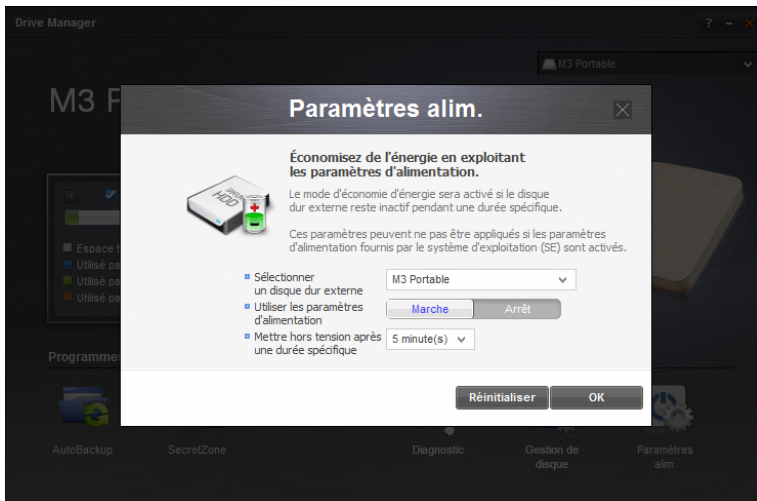 Drive Manager
? - ×
M3 Portable
M3 P
Paramètres alim.
Économisez de l'énergie en exploitant
les paramètres d'alimentation.
Le mode d'économie d'énergie sera activé si le disque
dur externe reste inactif pendant une durée spécifique.
Ces paramètres peuvent ne pas être appliqués si les paramètres
d'alimentation fournis par le système d'exploitation (SE) sont activés.
HDD
Espace t
Utilisé pa
Utilisé pa
Utilisé pa
Sélectionner
un disque dur externe
M3 Portable
Utiliser les paramètres
d'alimentation
Marche
Arrêt
Mettre hors tension après
une durée spécifique
5 minute(s)
Réinitialiser
OK
Programme
AutoBackup
SecretZone
Diagnostic
Gestion de
disque
Paramètres
alim.